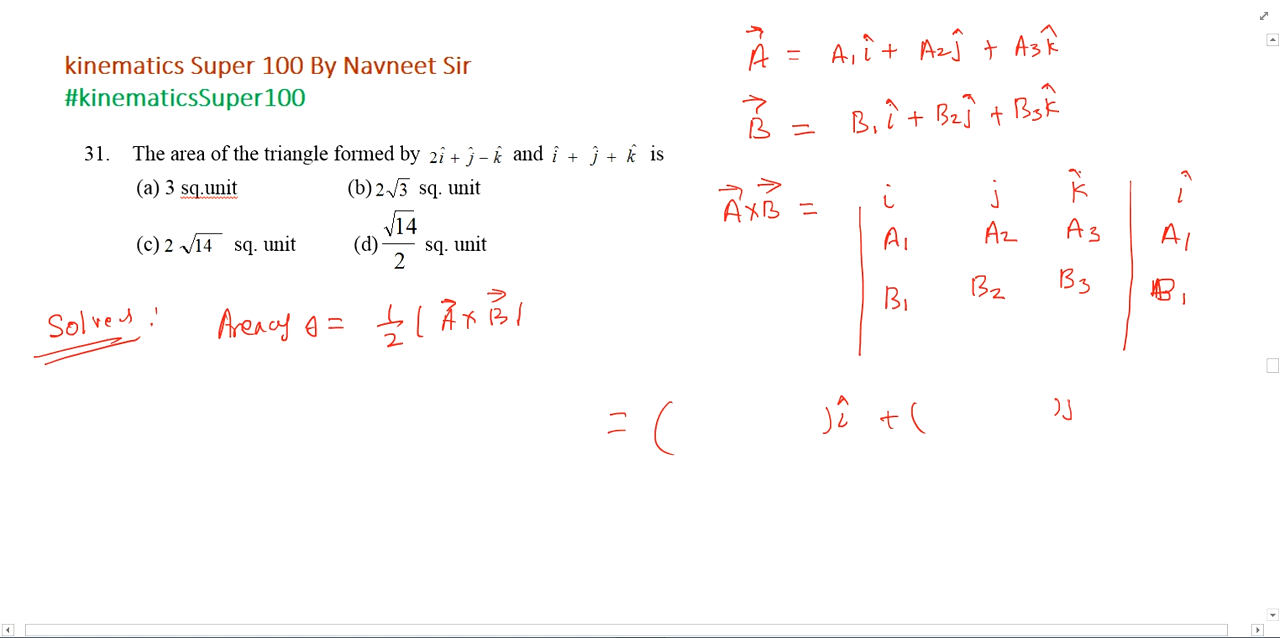 kinematics Super 100 By Navneet Sir
#kinematicsSuper100
31. The area of the triangle formed by 2î + ĵ − k̂ and î + ĵ + k̂ is
(a) 3 sq.unit (b) 2√3 sq. unit
(c) 2 √14 sq. unit (d) √14/2 sq. unit
Area of Δ = 1/2 | A⃗ × B⃗ |
A⃗ = A₁î + A₂ĵ + A₃k̂
B⃗ = B₁î + B₂ĵ + B₃k̂
A⃗×B⃗ = | i j k̂ | î
A₁ A₂ A₃ | A₁
B₁ B₂ B₃ | B₁
= ( )î + ( )j